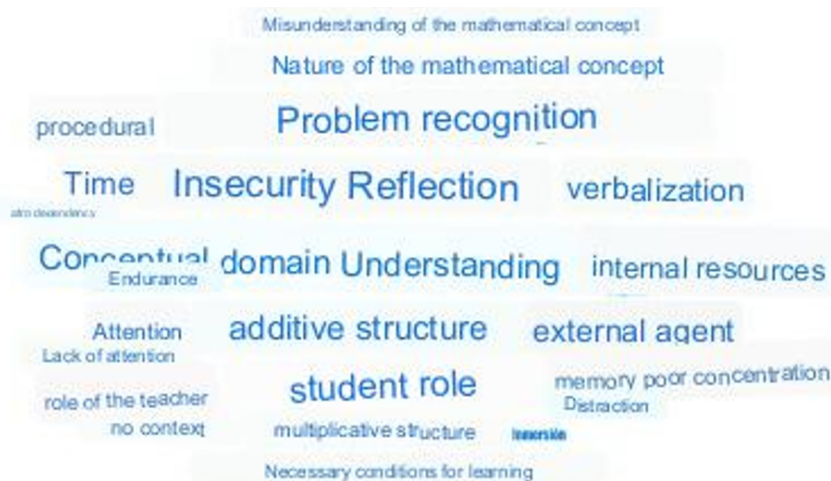 Misunderstanding of the mathematical concept
Nature of the mathematical concept
procedural Problem recognition
Time Insecurity Reflection verbalization
Conceptual domain Understanding internal resources
Endurance
Attention additive structure external agent
Lack of attention
student role memory poor concentration
role of the teacher Distraction
no context multiplicative structure Inmersión
Necessary conditions for learning